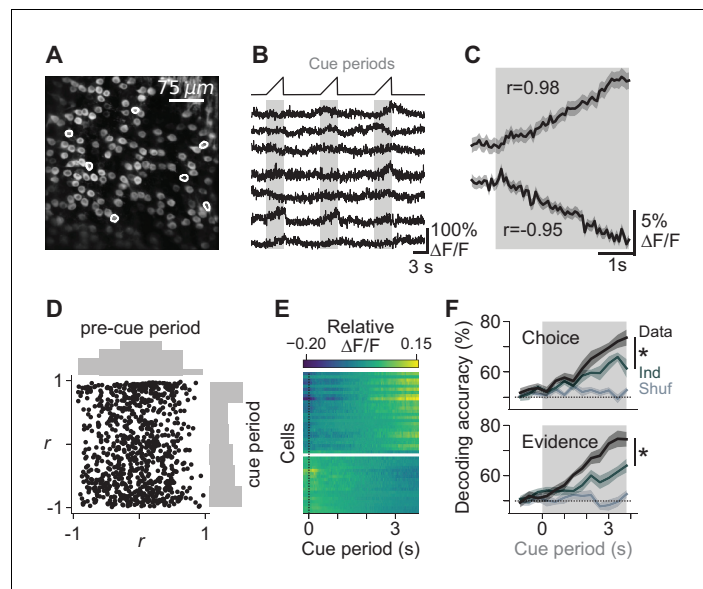 A
75 µm
B
Cue periods
100%
ΔF/F
3 s
C
r=0.98
r=-0.95
5%
ΔF/F
1s
D
pre-cue period
1
r
-1
-1
r
1
cue period
E
Relative
ΔF/F
−0.20
0.15
Cells
0
3
Cue period (s)
F
Decoding accuracy (%)
80
60
Choice
Data
*
Ind
Shuf
80
60
Evidence
*
0
3
Cue period (s)